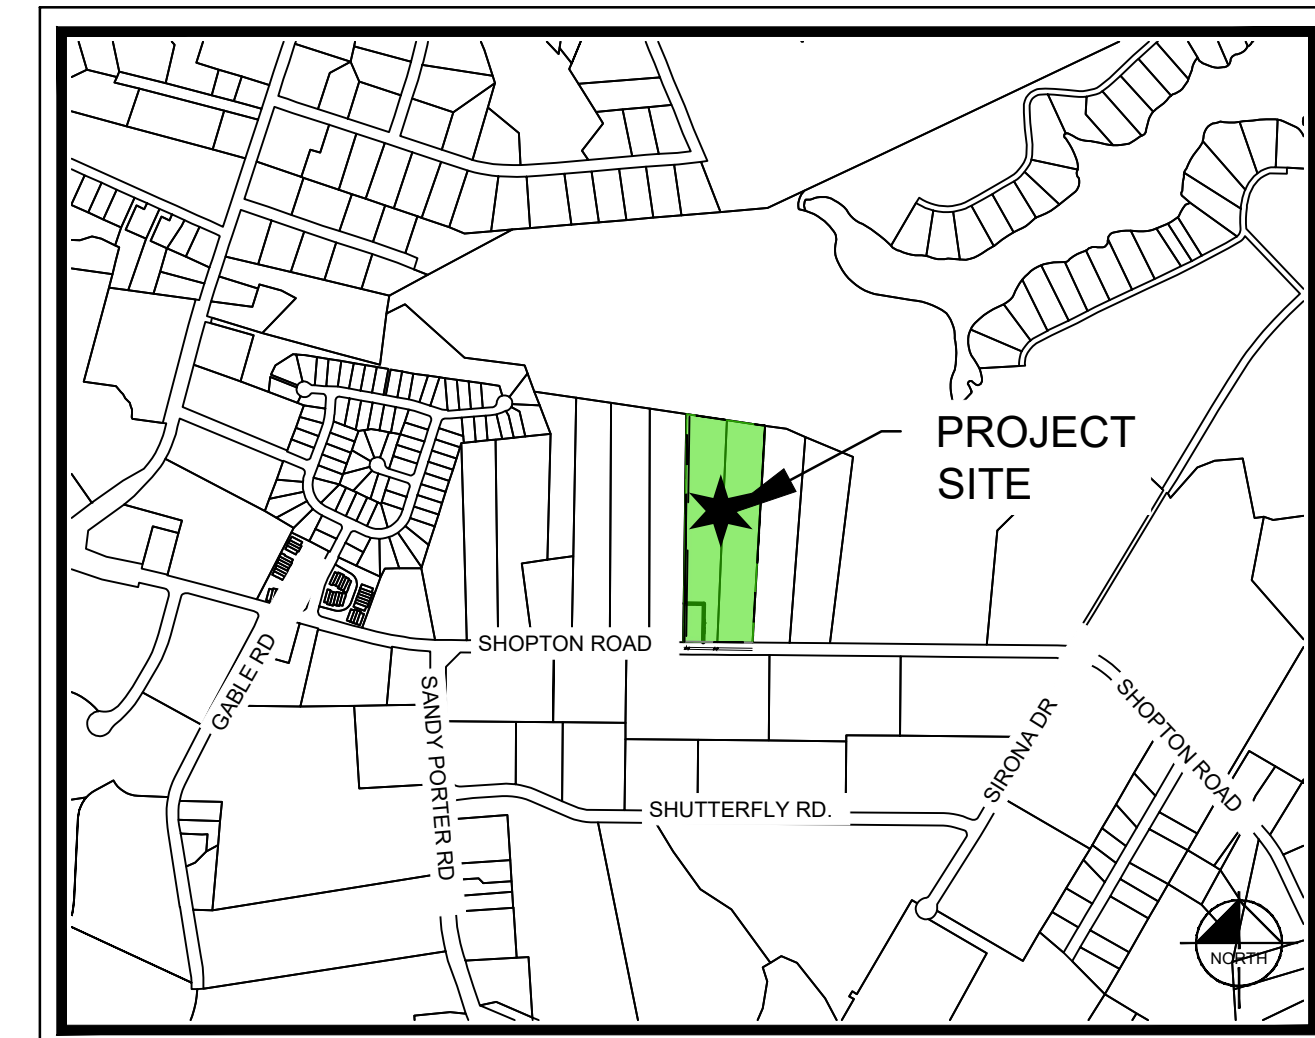 PROJECT
SITE
SHOPTON ROAD
GABLE RD
SANDY PORTER RD
SHUTTERFLY RD.
SIRONA DR
SHOPTON ROAD
NORTH